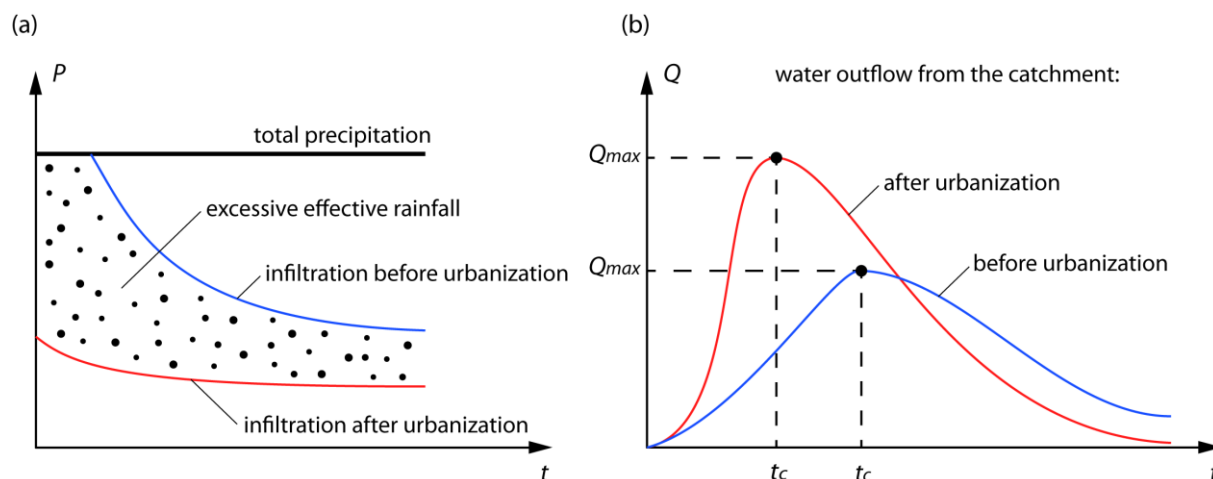 (a)
P
total precipitation
excessive effective rainfall
infiltration before urbanization
infiltration after urbanization
t
(b)
Q
water outflow from the catchment:
Qmax
after urbanization
Qmax
before urbanization
tc
tc
t